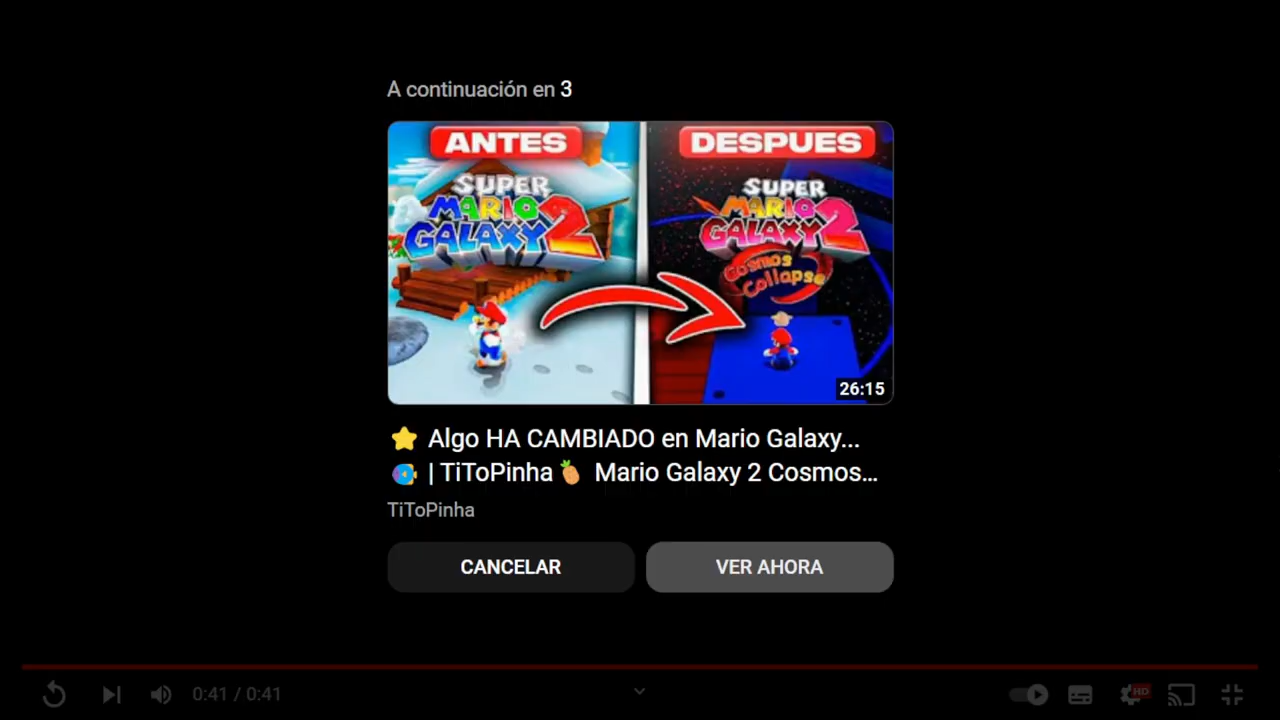 A continuación en 3
ANTES
DESPUES
SUPER
MARIO
GALAXY 2
SUPER
MARIO
GALAXY 2
Cosmos
Collapse
26:15
⭐ Algo HA CAMBIADO en Mario Galaxy...
🐠 | TiToPinha🍍 Mario Galaxy 2 Cosmos...
TiToPinha
CANCELAR
VER AHORA
0:41 / 0:41
HD